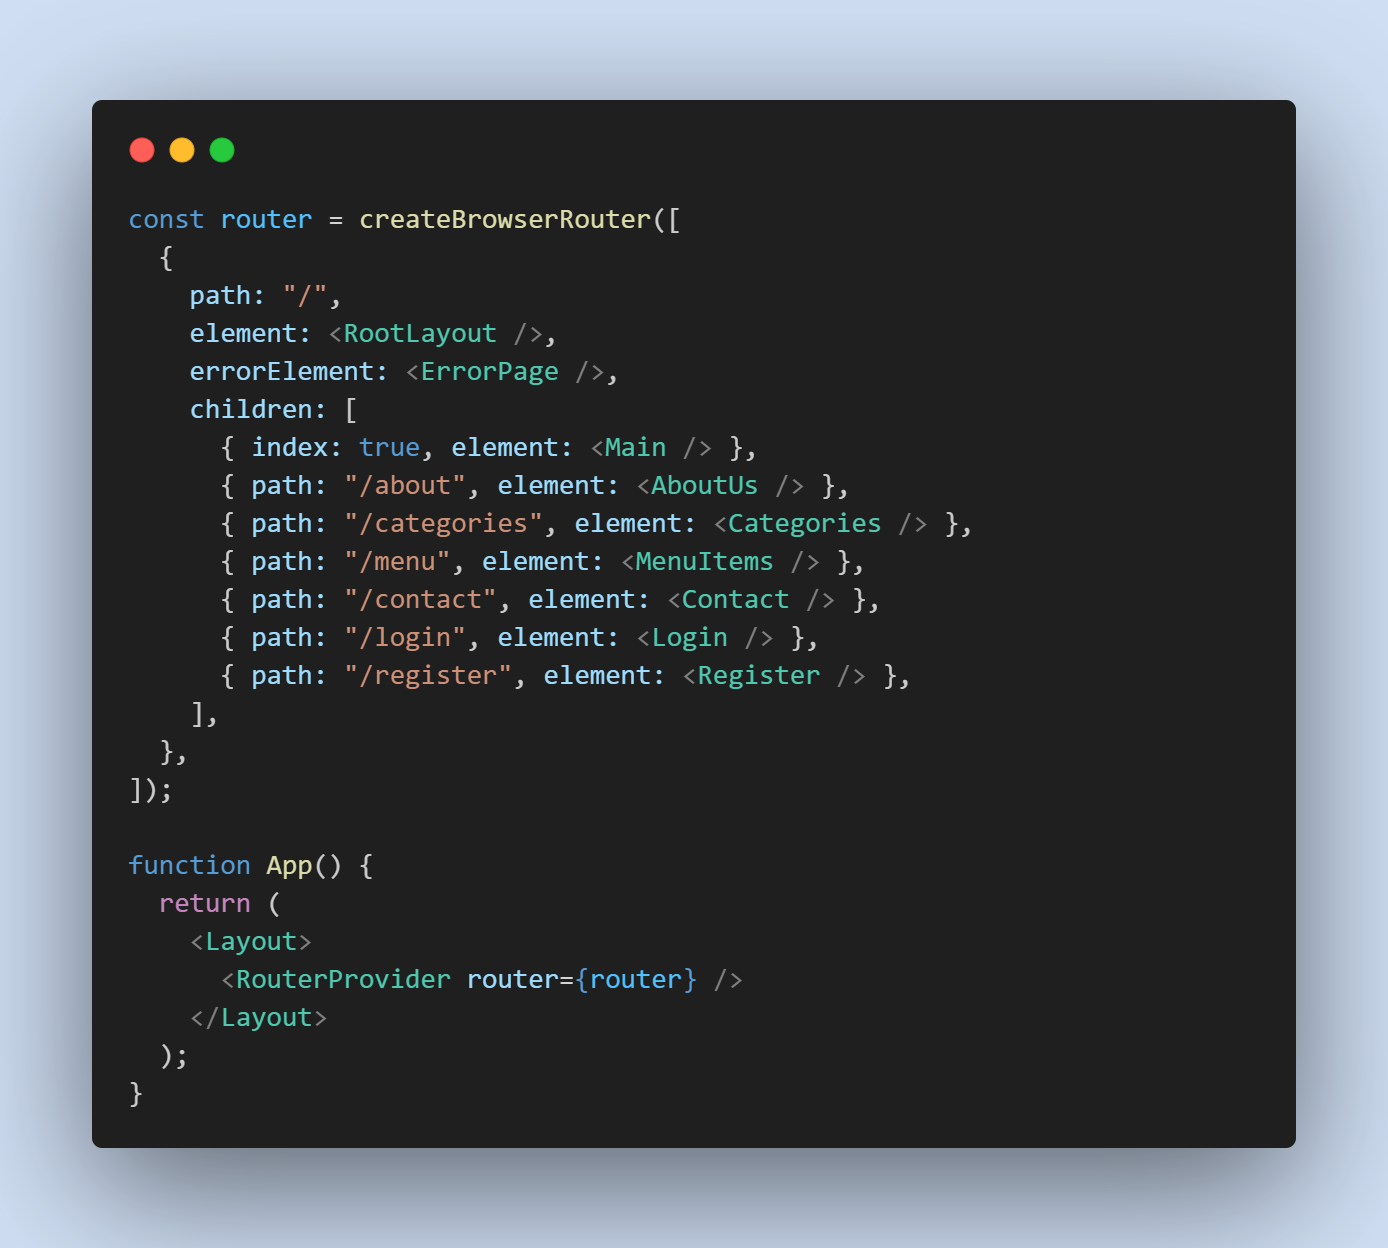 const router = createBrowserRouter([
  {
    path: "/",
    element: <RootLayout />,
    errorElement: <ErrorPage />,
    children: [
      { index: true, element: <Main /> },
      { path: "/about", element: <AboutUs /> },
      { path: "/categories", element: <Categories /> },
      { path: "/menu", element: <MenuItems /> },
      { path: "/contact", element: <Contact /> },
      { path: "/login", element: <Login /> },
      { path: "/register", element: <Register /> },
    ],
  },
]);

function App() {
  return (
    <Layout>
      <RouterProvider router={router} />
    </Layout>
  );
}